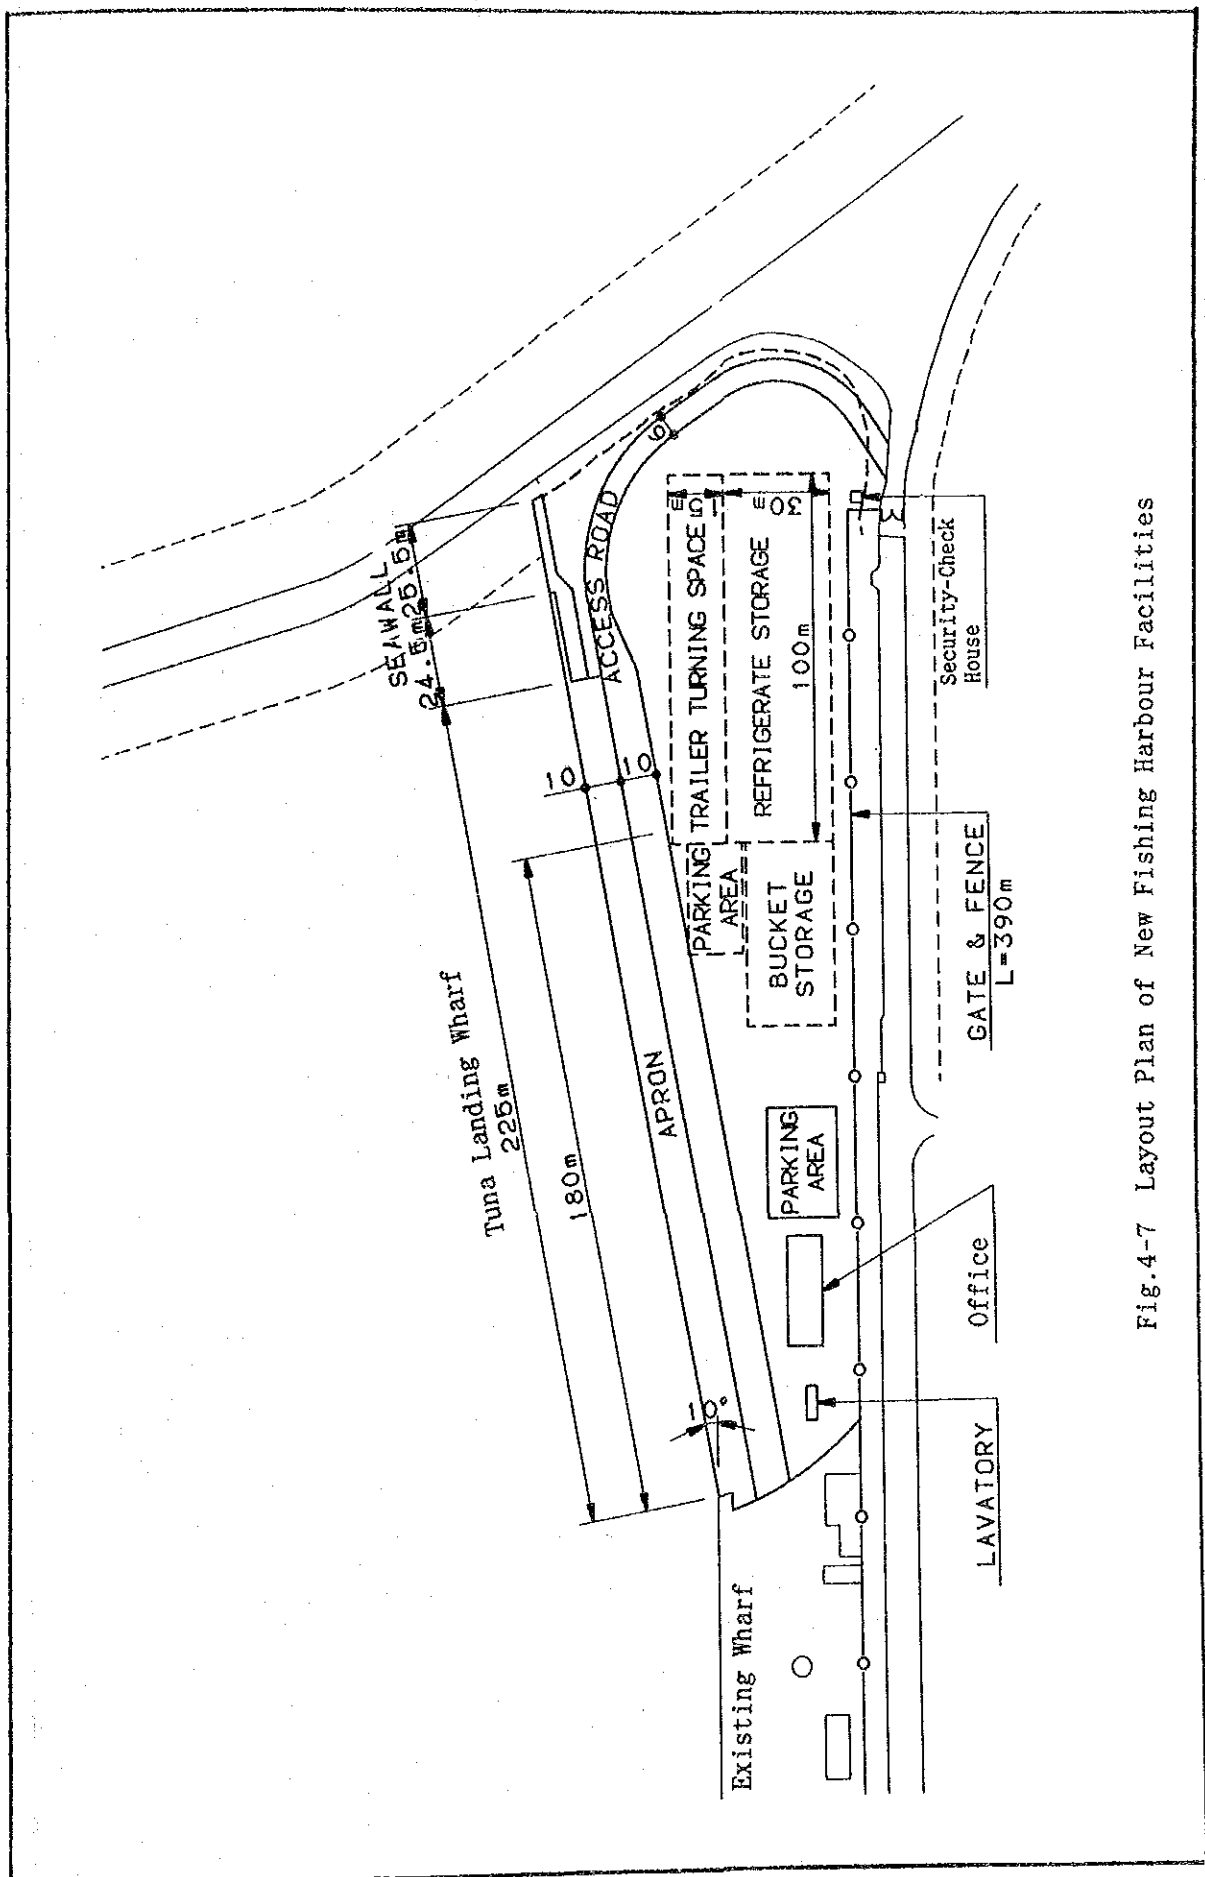 SEAWALL
24.5m 25.5m
Tuna Landing Wharf
225m
180m
10
10
6
ACCESS ROAD
APRON
10°
TRAILER TURNING SPACE
15m
REFRIGERATE STORAGE
30m
100m
PARKING
AREA
BUCKET
STORAGE
PARKING
AREA
Security-Check
House
GATE & FENCE
L=390m
Office
LAVATORY
Existing Wharf
Fig.4-7 Layout Plan of New Fishing Harbour Facilities